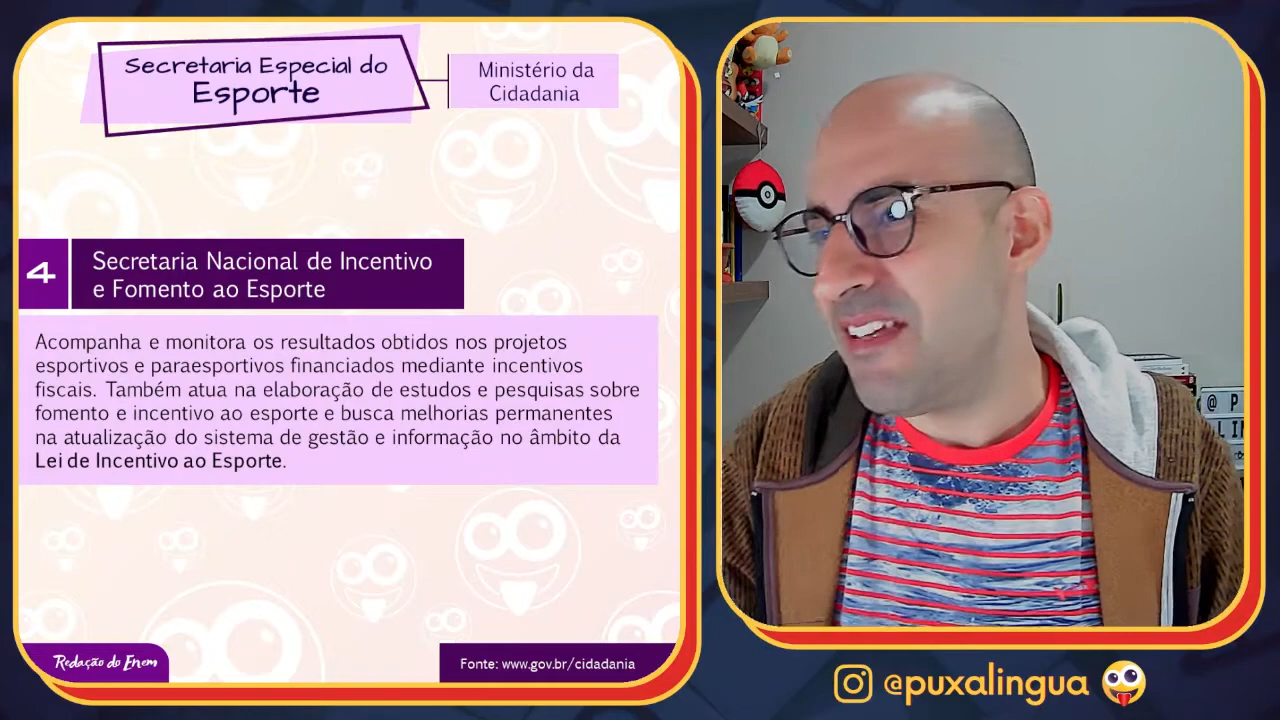 Secretaria Especial do
Esporte
Ministério da
Cidadania
4
Secretaria Nacional de Incentivo
e Fomento ao Esporte
Acompanha e monitora os resultados obtidos nos projetos
esportivos e paraesportivos financiados mediante incentivos
fiscais. Também atua na elaboração de estudos e pesquisas sobre
fomento e incentivo ao esporte e busca melhorias permanentes
na atualização do sistema de gestão e informação no âmbito da
Lei de Incentivo ao Esporte.
Redação do Enem
Fonte: www.gov.br/cidadania
@ P
LIN
@puxalingua